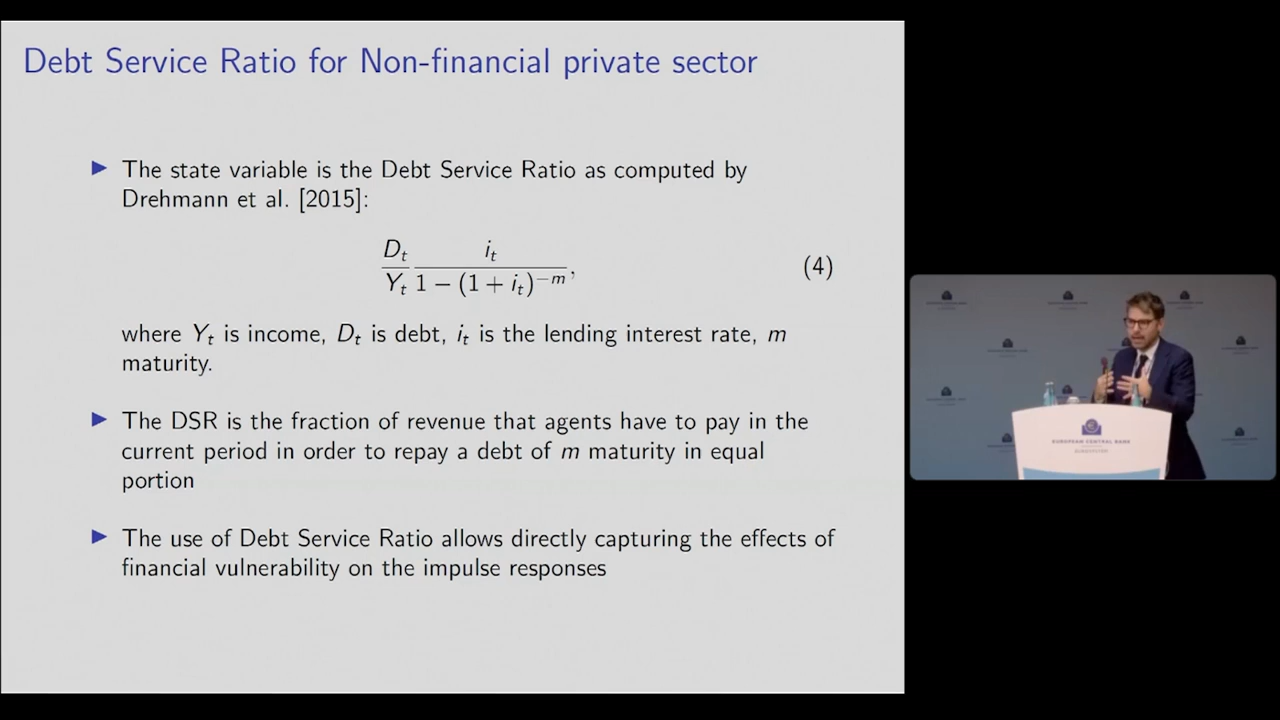 Debt Service Ratio for Non-financial private sector
▶ The state variable is the Debt Service Ratio as computed by
Drehmann et al. [2015]:
D_t/Y_t · i_t/(1 − (1 + i_t)^−m), (4)
where Y_t is income, D_t is debt, i_t is the lending interest rate, m
maturity.
▶ The DSR is the fraction of revenue that agents have to pay in the
current period in order to repay a debt of m maturity in equal
portion
▶ The use of Debt Service Ratio allows directly capturing the effects of
financial vulnerability on the impulse responses
EUROPEAN CENTRAL BANK
EUROSYSTEM